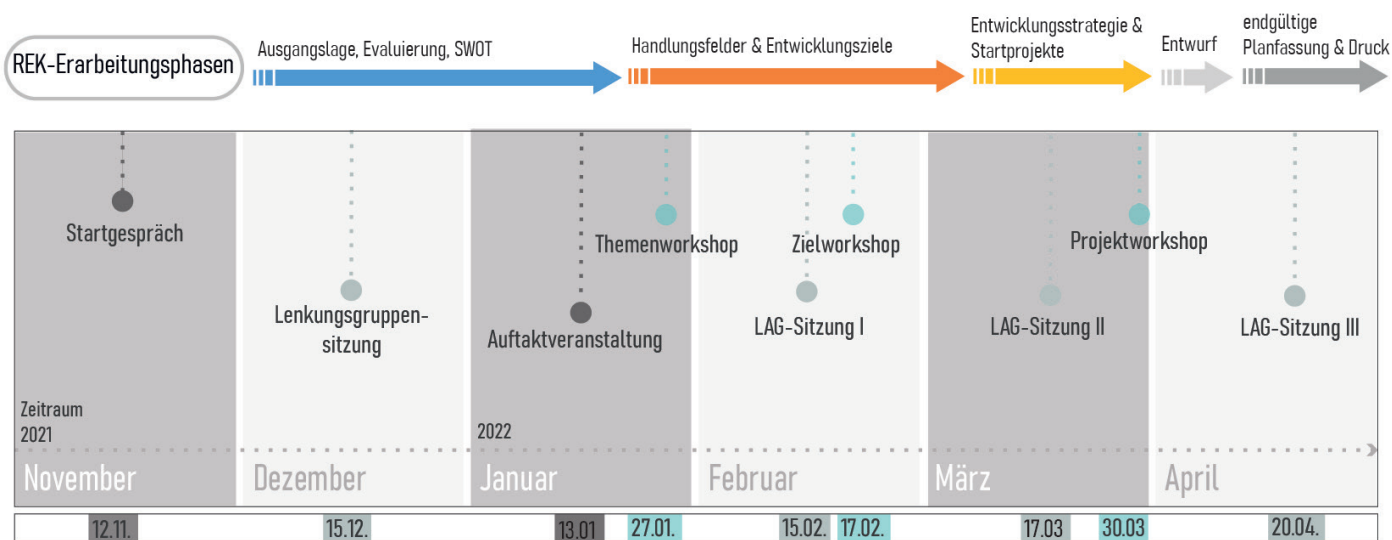 REK-Erarbeitungsphasen
Ausgangslage, Evaluierung, SWOT
Handlungsfelder & Entwicklungsziele
Entwicklungsstrategie &
Startprojekte
Entwurf
endgültige
Planfassung & Druck
Startgespräch
Lenkungsgruppen-
sitzung
Auftaktveranstaltung
Themenworkshop
LAG-Sitzung I
Zielworkshop
LAG-Sitzung II
Projektworkshop
LAG-Sitzung III
Zeitraum
2021
2022
November
Dezember
Januar
Februar
März
April
12.11.
15.12.
13.01
27.01.
15.02.
17.02.
17.03
30.03
20.04.